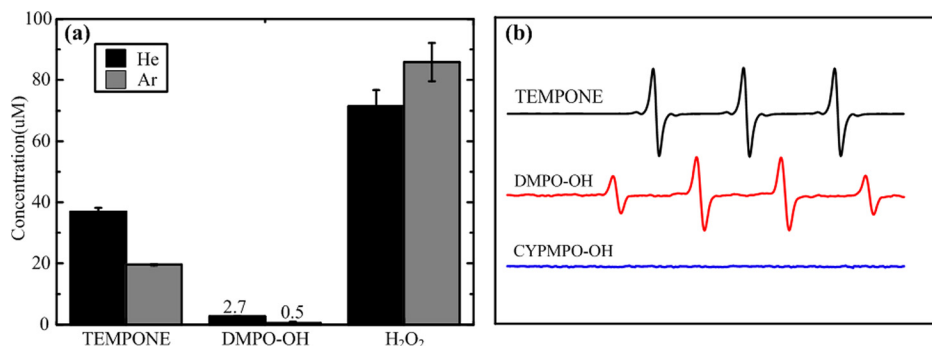 (a)
He
Ar
Concentration(uM)
100
80
60
40
20
0
2.7
0.5
TEMPONE
DMPO-OH
H₂O₂
(b)
TEMPONE
DMPO-OH
CYPMPO-OH